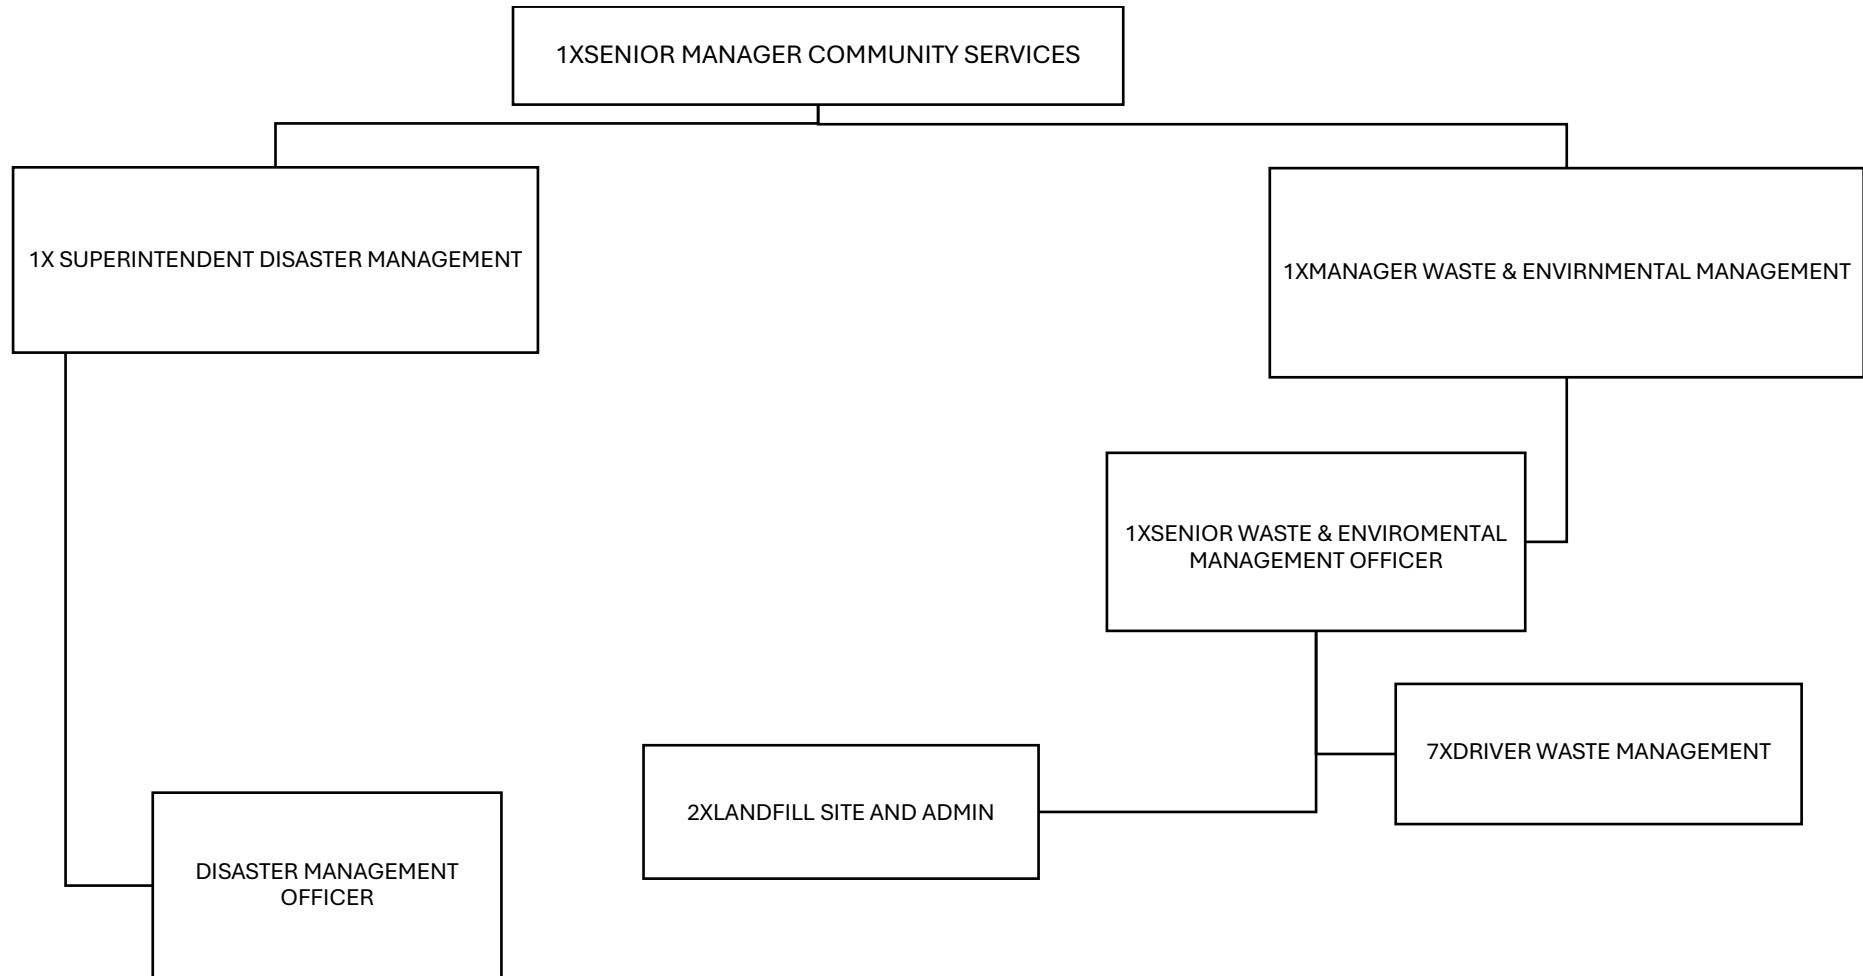 1XSENIOR MANAGER COMMUNITY SERVICES
1X SUPERINTENDENT DISASTER MANAGEMENT
1XMANAGER WASTE & ENVIRNMENTAL MANAGEMENT
1XSENIOR WASTE & ENVIROMENTAL
MANAGEMENT OFFICER
7XDRIVER WASTE MANAGEMENT
2XLANDFILL SITE AND ADMIN
DISASTER MANAGEMENT
OFFICER